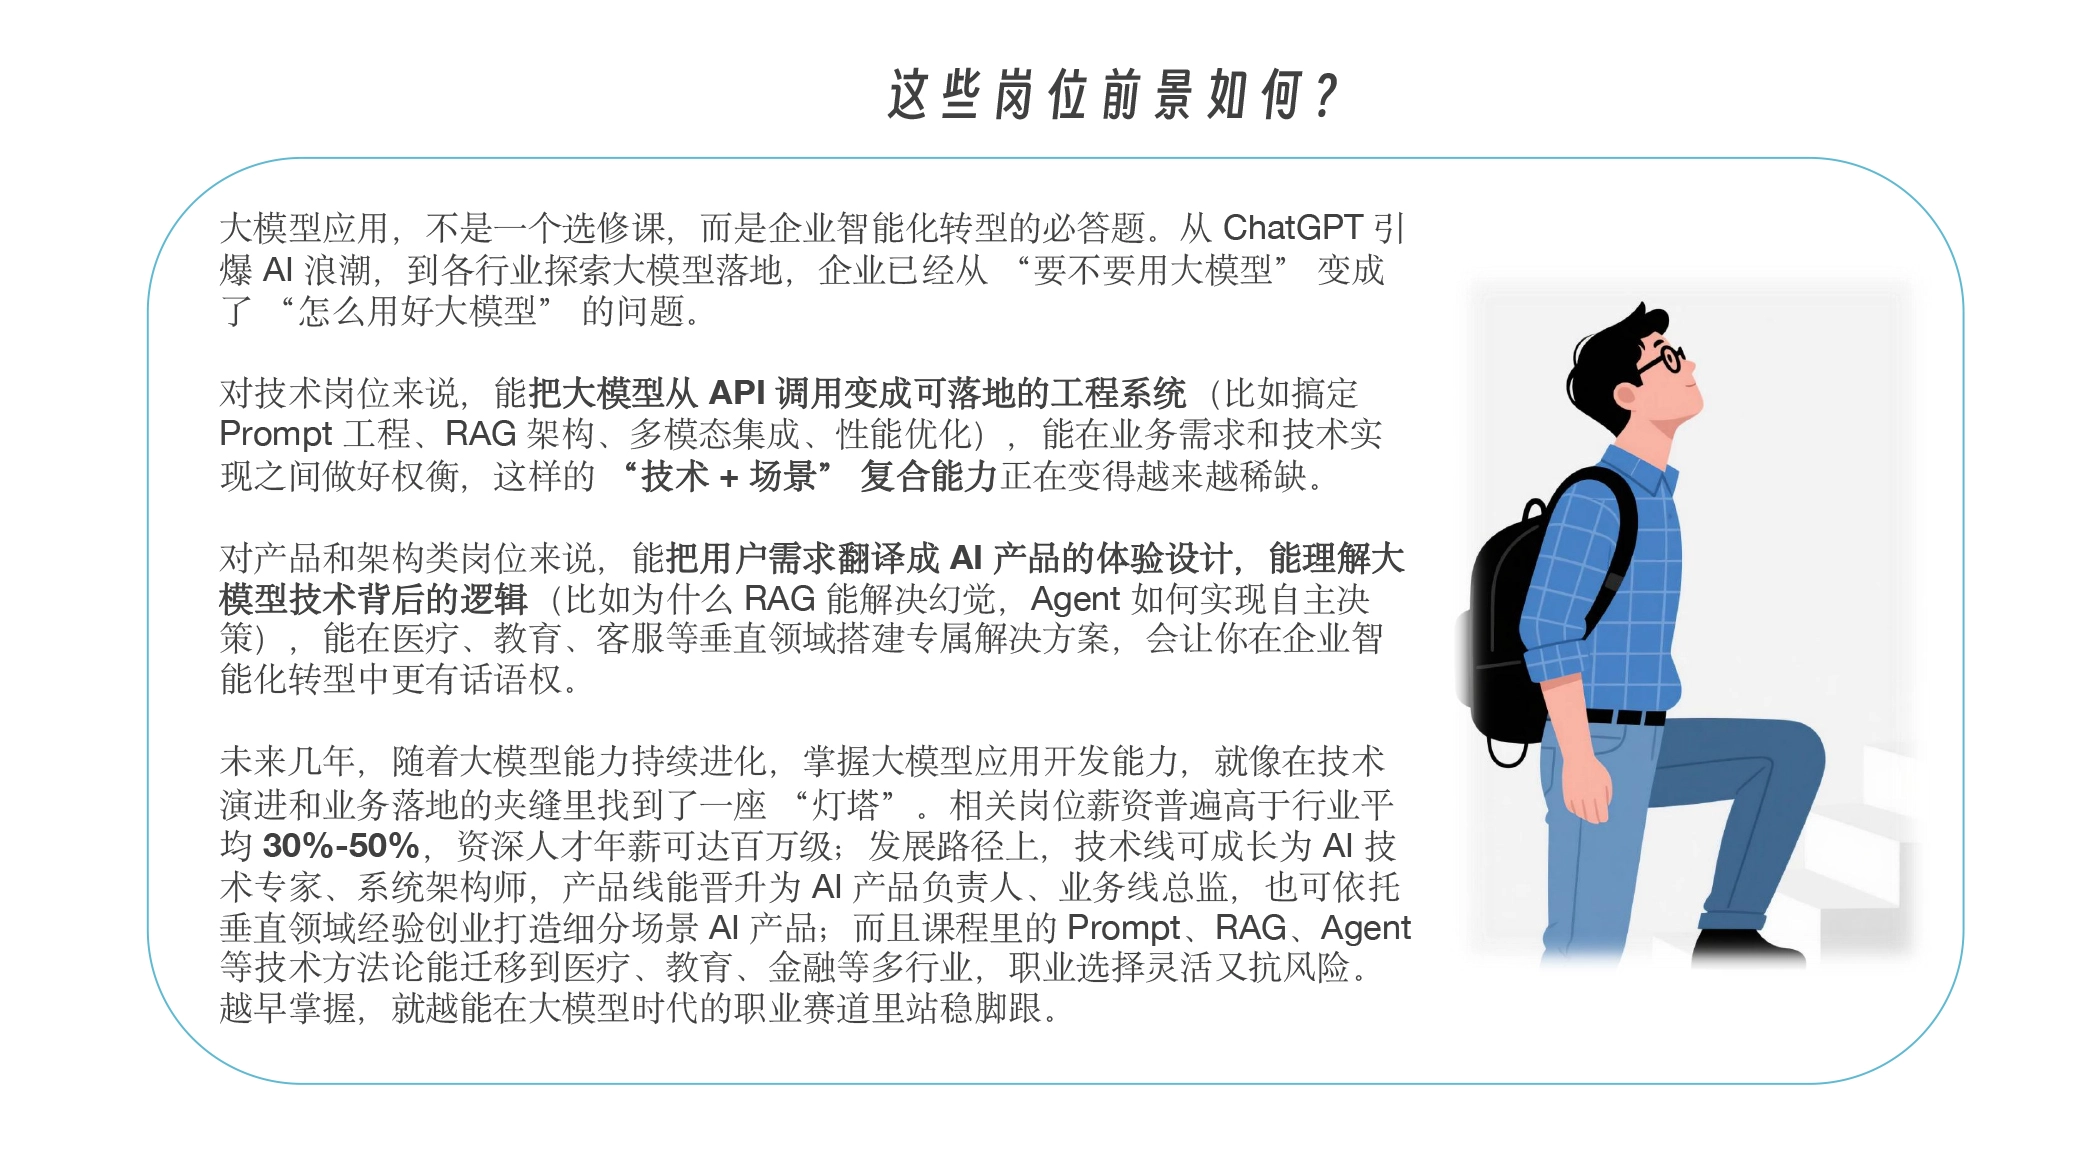 这些岗位前景如何？
大模型应用，不是一个选修课，而是企业智能化转型的必答题。从 ChatGPT 引
爆 AI 浪潮，到各行业探索大模型落地，企业已经从 “要不要用大模型” 变成
了 “怎么用好大模型” 的问题。
对技术岗位来说，能把大模型从 API 调用变成可落地的工程系统（比如搞定
Prompt 工程、RAG 架构、多模态集成、性能优化），能在业务需求和技术实
现之间做好权衡，这样的 “技术 + 场景” 复合能力正在变得越来越稀缺。
对产品和架构类岗位来说，能把用户需求翻译成 AI 产品的体验设计，能理解大
模型技术背后的逻辑（比如为什么 RAG 能解决幻觉，Agent 如何实现自主决
策），能在医疗、教育、客服等垂直领域搭建专属解决方案，会让你在企业智
能化转型中更有话语权。
未来几年，随着大模型能力持续进化，掌握大模型应用开发能力，就像在技术
演进和业务落地的夹缝里找到了一座 “灯塔” 。相关岗位薪资普遍高于行业平
均 30%-50%，资深人才年薪可达百万级；发展路径上，技术线可成长为 AI 技
术专家、系统架构师，产品线能晋升为 AI 产品负责人、业务线总监，也可依托
垂直领域经验创业打造细分场景 AI 产品；而且课程里的 Prompt、RAG、Agent
等技术方法论能迁移到医疗、教育、金融等多行业，职业选择灵活又抗风险。
越早掌握，就越能在大模型时代的职业赛道里站稳脚跟。